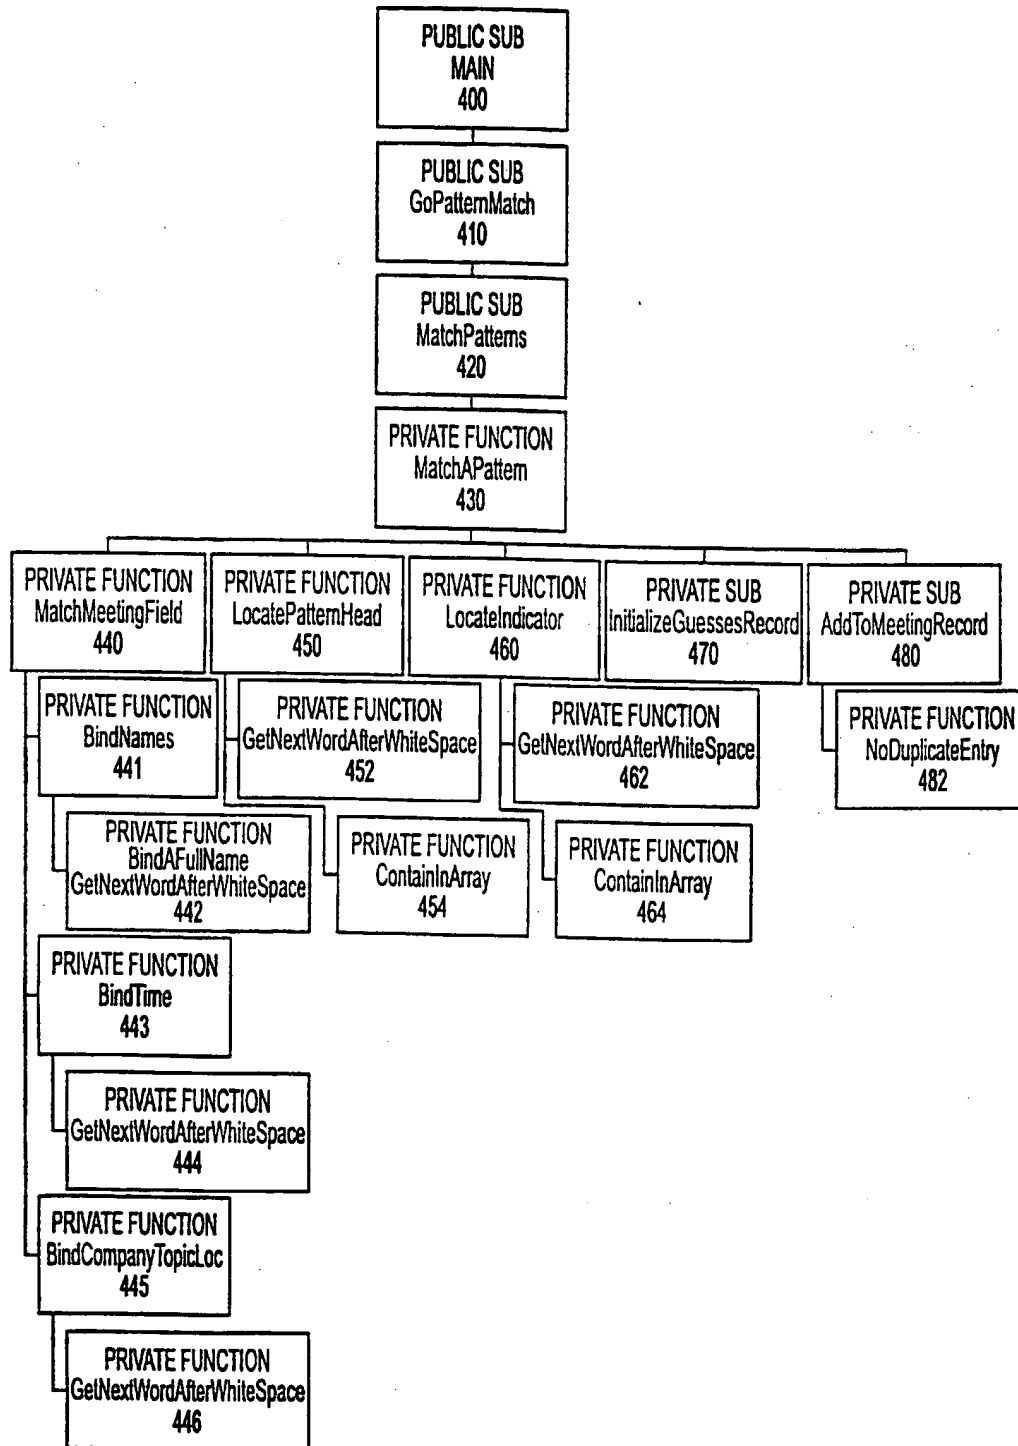 PUBLIC SUB
MAIN
400
PUBLIC SUB
GoPatternMatch
410
PUBLIC SUB
MatchPatterns
420
PRIVATE FUNCTION
MatchAPattern
430
PRIVATE FUNCTION
MatchMeetingField
440
PRIVATE FUNCTION
LocatePatternHead
450
PRIVATE FUNCTION
LocateIndicator
460
PRIVATE SUB
InitializeGuessesRecord
470
PRIVATE SUB
AddToMeetingRecord
480
PRIVATE FUNCTION
BindNames
441
PRIVATE FUNCTION
GetNextWordAfterWhiteSpace
452
PRIVATE FUNCTION
GetNextWordAfterWhiteSpace
462
PRIVATE FUNCTION
NoDuplicateEntry
482
PRIVATE FUNCTION
BindAFullName
GetNextWordAfterWhiteSpace
442
PRIVATE FUNCTION
ContainInArray
454
PRIVATE FUNCTION
ContainInArray
464
PRIVATE FUNCTION
BindTime
443
PRIVATE FUNCTION
GetNextWordAfterWhiteSpace
444
PRIVATE FUNCTION
BindCompanyTopicLoc
445
PRIVATE FUNCTION
GetNextWordAfterWhiteSpace
446